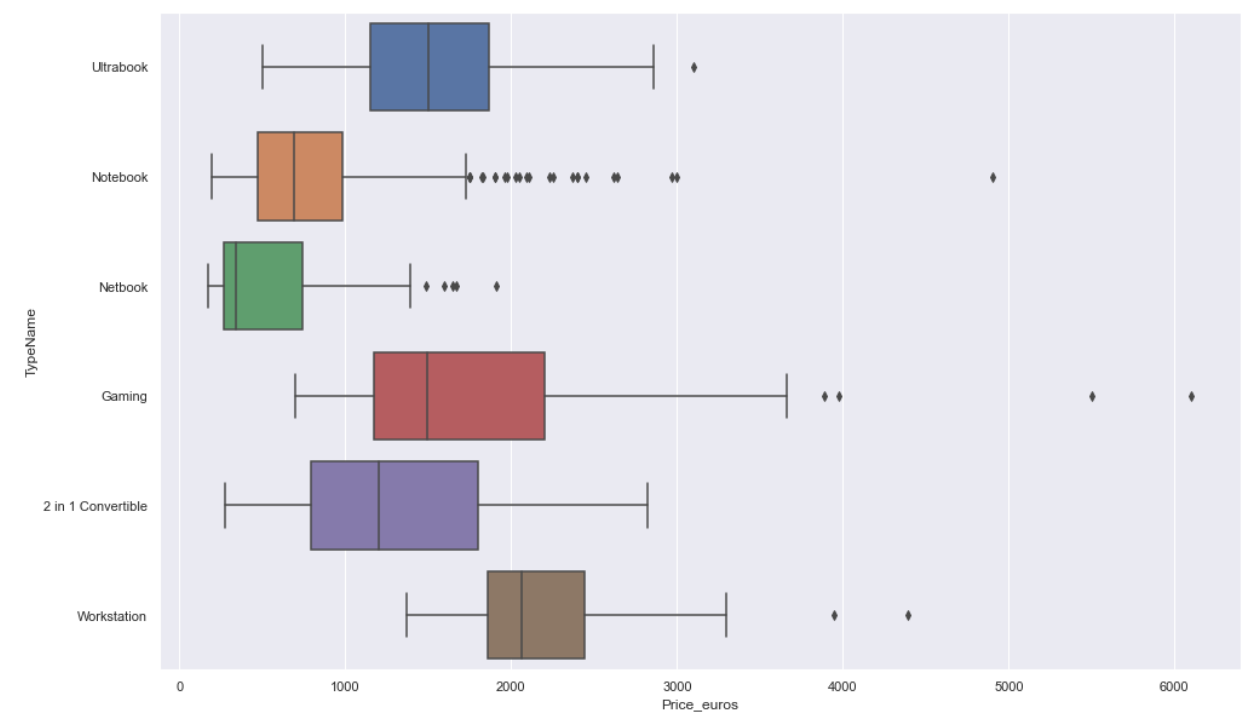 Ultrabook
Notebook
Netbook
Gaming
2 in 1 Convertible
Workstation
TypeName
0 1000 2000 3000 4000 5000 6000
Price_euros